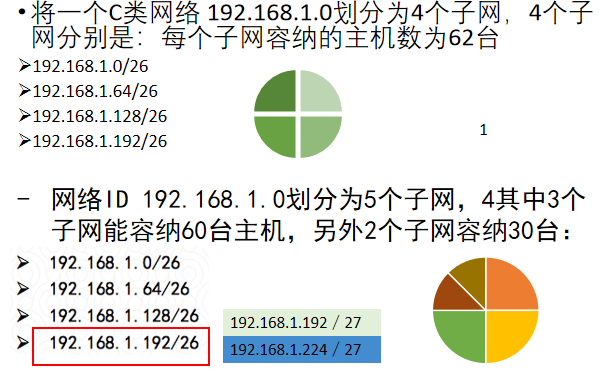 •将一个C类网络 192.168.1.0划分为4个子网，4个子
网分别是：每个子网容纳的主机数为62台
➢192.168.1.0/26
➢192.168.1.64/26
➢192.168.1.128/26
➢192.168.1.192/26
1
– 网络ID 192.168.1.0划分为5个子网，4其中3个
子网能容纳60台主机，另外2个子网容纳30台：
➢ 192.168.1.0/26
➢ 192.168.1.64/26
➢ 192.168.1.128/26
➢ 192.168.1.192/26
192.168.1.192 / 27
192.168.1.224 / 27